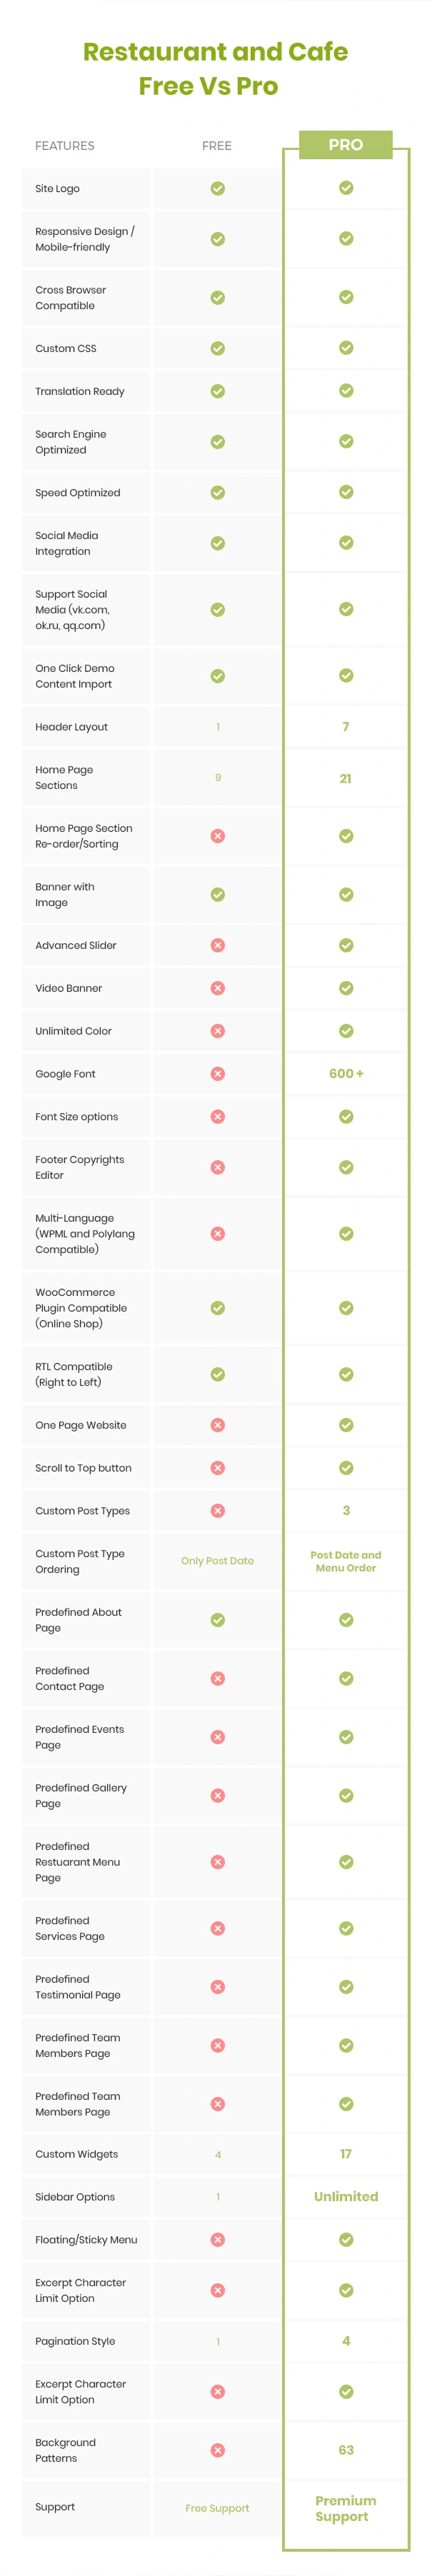 Restaurant and Cafe
Free Vs Pro
FEATURES FREE PRO
Site Logo
Responsive Design /
Mobile-friendly
Cross Browser
Compatible
Custom CSS
Translation Ready
Search Engine
Optimized
Speed Optimized
Social Media
Integration
Support Social
Media (vk.com,
ok.ru, qq.com)
One Click Demo
Content Import
Header Layout 1 7
Home Page
Sections
9 21
Home Page Section
Re-order/Sorting
Banner with
Image
Advanced Slider
Video Banner
Unlimited Color
Google Font 600 +
Font Size options
Footer Copyrights
Editor
Multi-Language
(WPML and Polylang
Compatible)
WooCommerce
Plugin Compatible
(Online Shop)
RTL Compatible
(Right to Left)
One Page Website
Scroll to Top button
Custom Post Types 3
Custom Post Type
Ordering
Only Post Date
Post Date and
Menu Order
Predefined About
Page
Predefined
Contact Page
Predefined Events
Page
Predefined Gallery
Page
Predefined
Restuarant Menu
Page
Predefined
Services Page
Predefined
Testimonial Page
Predefined Team
Members Page
Predefined Team
Members Page
Custom Widgets 4 17
Sidebar Options 1 Unlimited
Floating/Sticky Menu
Excerpt Character
Limit Option
Pagination Style 1 4
Excerpt Character
Limit Option
Background
Patterns
63
Support Free Support
Premium
Support